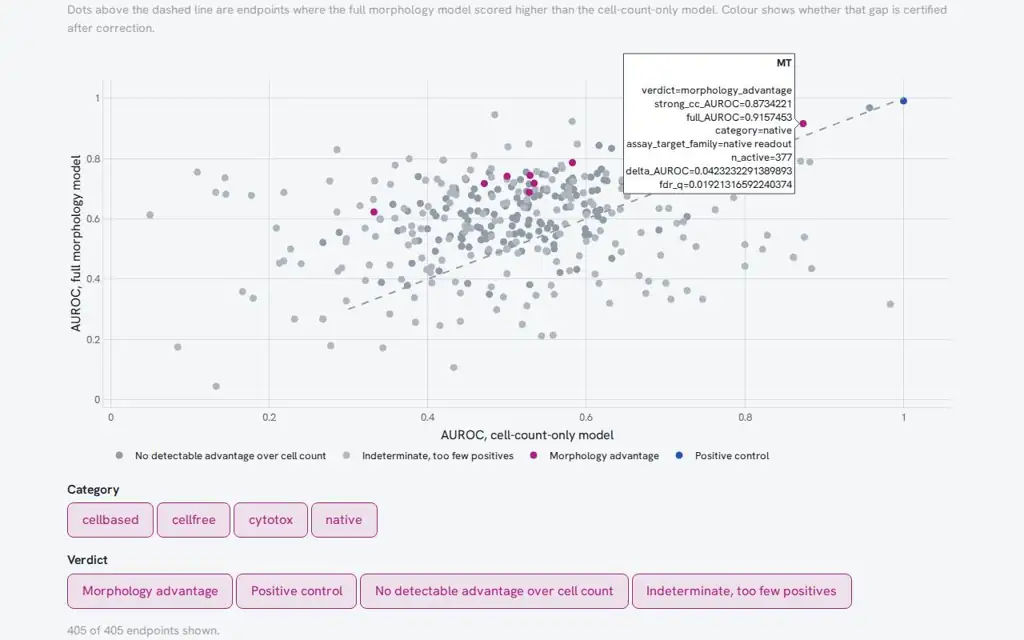 Dots above the dashed line are endpoints where the full morphology model scored higher than the cell-count-only model. Colour shows whether that gap is certified
after correction.
MT
verdict=morphology_advantage
strong_cc_AUROC=0.8734221
full_AUROC=0.9157453
category=native
assay_target_family=native readout
n_active=377
delta_AUROC=0.0423232291389893
fdr_q=0.01921316592240374
AUROC, full morphology model
1
0.8
0.6
0.4
0.2
0
0
0.2
0.4
0.6
0.8
1
AUROC, cell-count-only model
No detectable advantage over cell count
Indeterminate, too few positives
Morphology advantage
Positive control
Category
cellbased
cellfree
cytotox
native
Verdict
Morphology advantage
Positive control
No detectable advantage over cell count
Indeterminate, too few positives
405 of 405 endpoints shown.